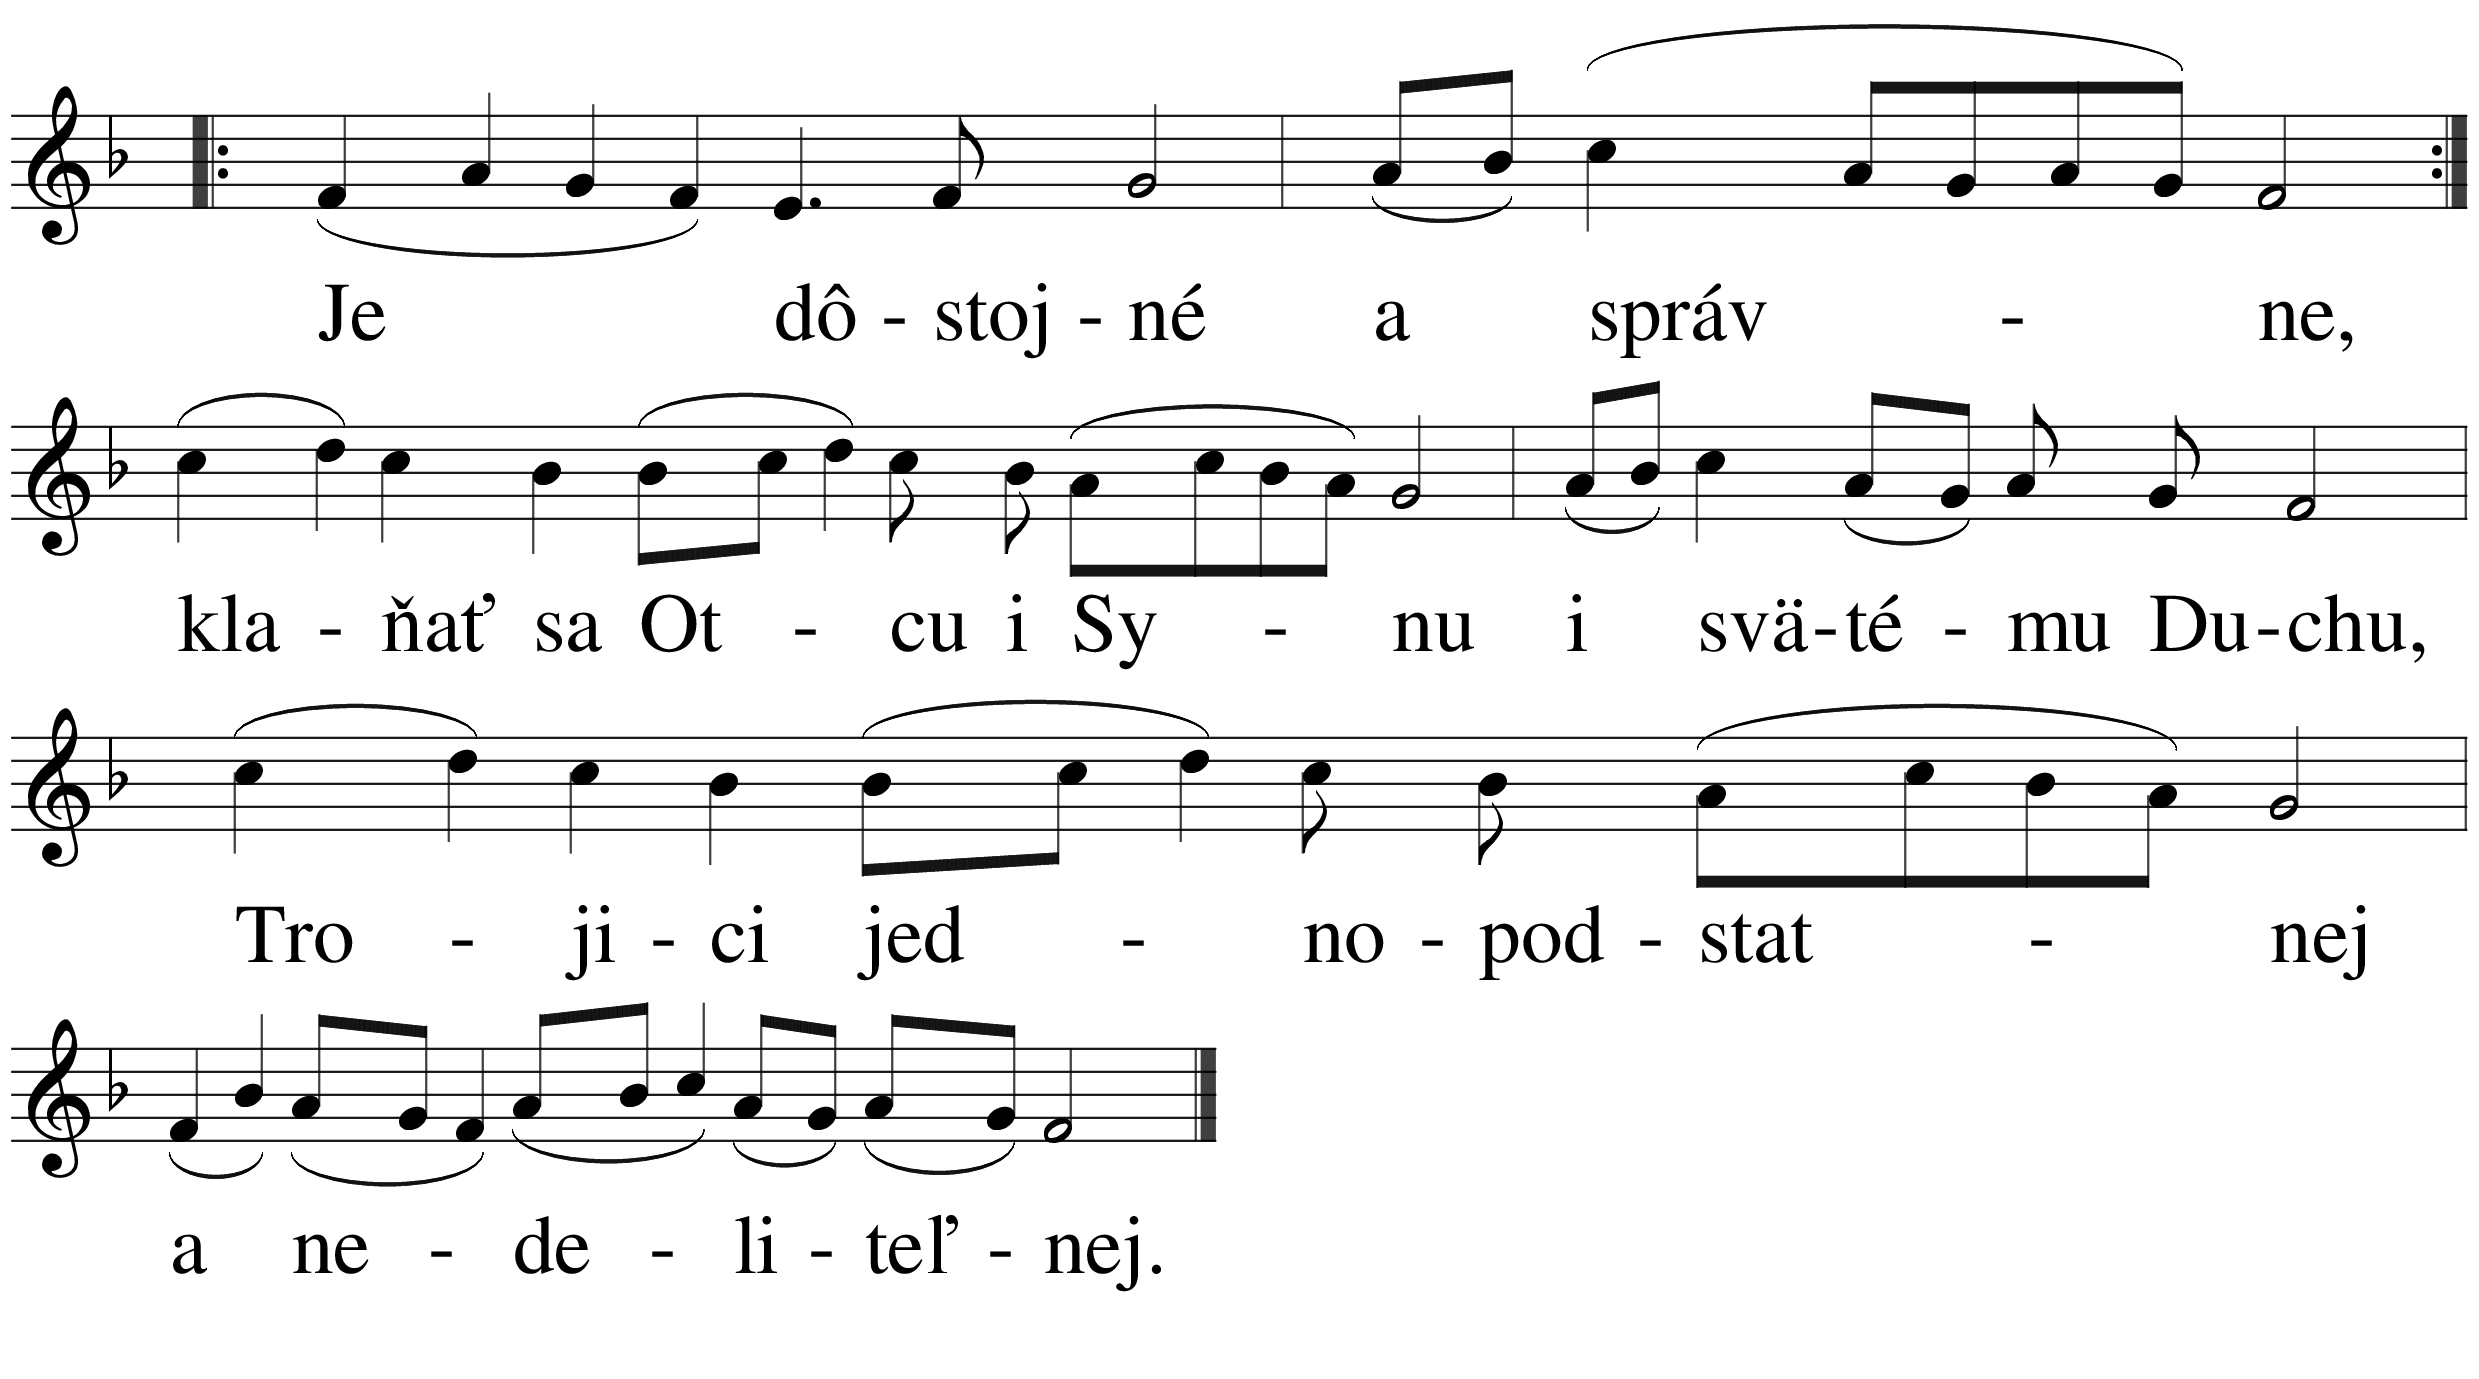 Je dô - stoj - né a správ - ne,
kla - ňať sa Ot - cu i Sy - nu i svä - té - mu Du - chu,
Tro - ji - ci jed - no - pod - stat - nej
a ne - de - li - teľ - nej.